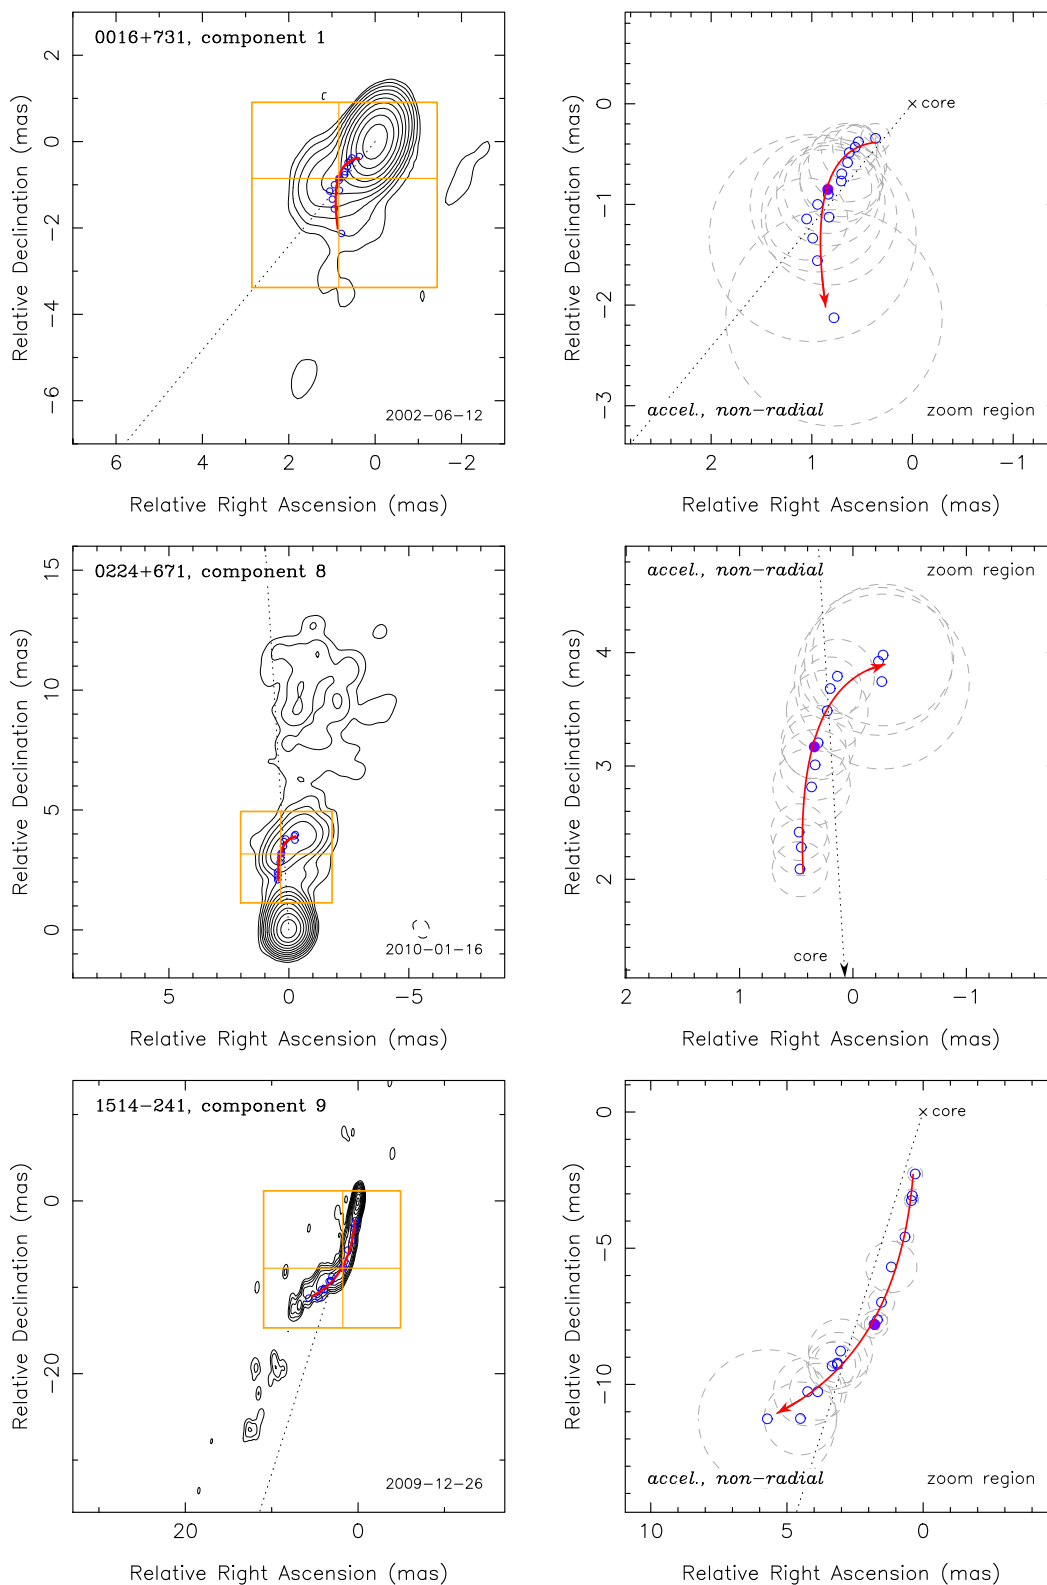 0016+731, component 1
Relative Declination (mas)
2
0
−2
−4
−6
2002−06−12
6 4 2 0 −2
Relative Right Ascension (mas)
Relative Declination (mas)
0
−1
−2
−3
core
accel., non−radial zoom region
2 1 0 −1
Relative Right Ascension (mas)
0224+671, component 8
Relative Declination (mas)
15
10
5
0
2010−01−16
5 0 −5
Relative Right Ascension (mas)
accel., non−radial zoom region
Relative Declination (mas)
4
3
2
core
2 1 0 −1
Relative Right Ascension (mas)
1514−241, component 9
Relative Declination (mas)
0
−20
2009−12−26
20 0
Relative Right Ascension (mas)
Relative Declination (mas)
0
−5
−10
core
accel., non−radial zoom region
10 5 0
Relative Right Ascension (mas)